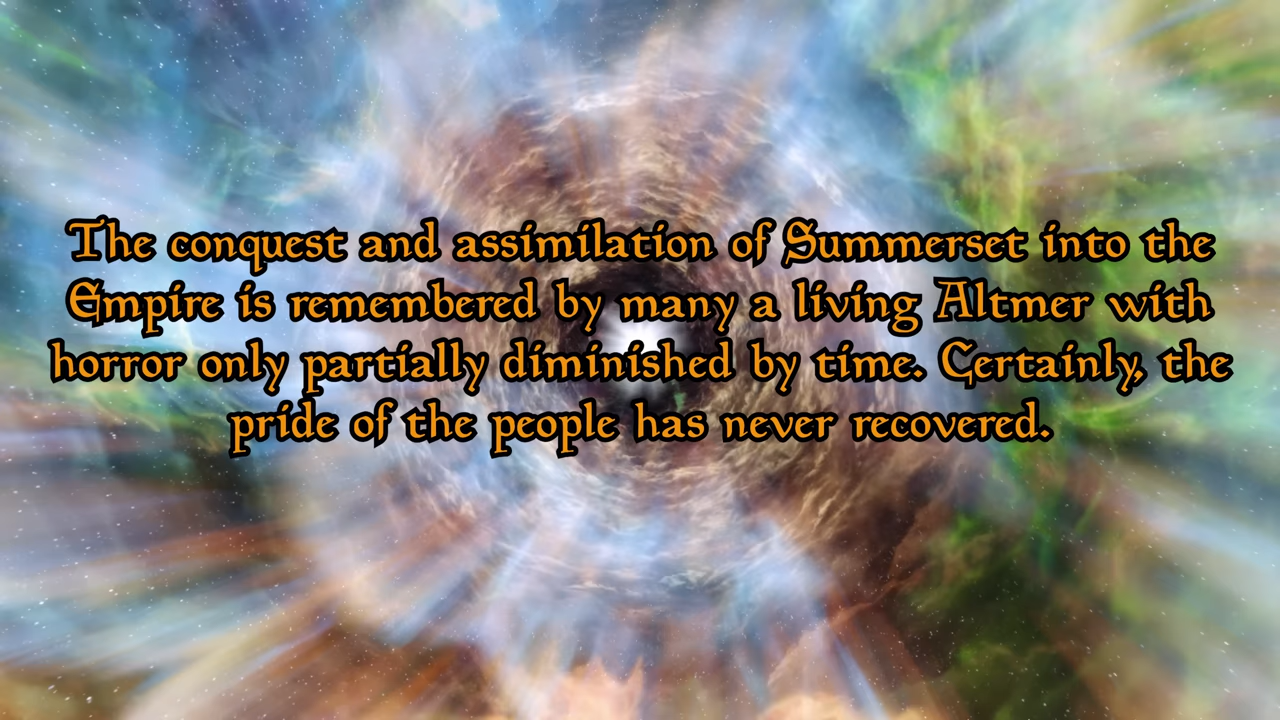 The conquest and assimilation of Summerset into the
Empire is remembered by many a living Altmer with
horror only partially diminished by time. Certainly, the
pride of the people has never recovered.